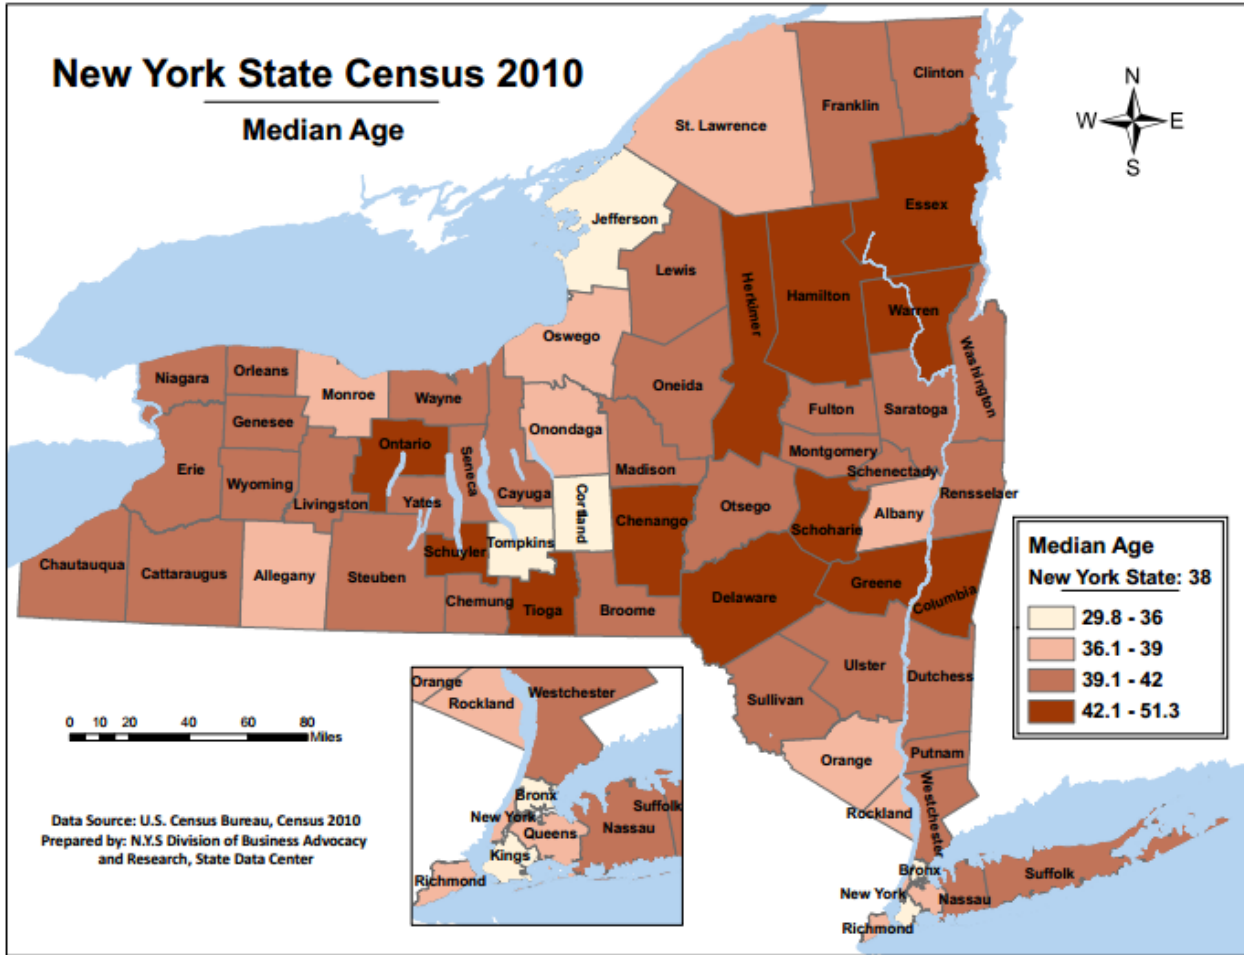 New York State Census 2010
Median Age
N
W
E
S
Clinton
Franklin
St. Lawrence
Essex
Jefferson
Lewis
Herkimer
Hamilton
Warren
Washington
Oswego
Oneida
Niagara
Orleans
Monroe
Wayne
Fulton
Saratoga
Genesee
Ontario
Onondaga
Montgomery
Erie
Wyoming
Livingston
Seneca
Cayuga
Madison
Schenectady
Yates
Cortland
Otsego
Rensselaer
Albany
Chenango
Schoharie
Tompkins
Schuyler
Chautauqua
Cattaraugus
Allegany
Steuben
Chemung
Tioga
Broome
Delaware
Greene
Columbia
Ulster
Dutchess
Sullivan
Orange
Putnam
Rockland
Westchester
Bronx
New York
Nassau
Suffolk
Richmond
Median Age
New York State: 38
29.8 - 36
36.1 - 39
39.1 - 42
42.1 - 51.3
0 10 20 40 60 80
Miles
Data Source: U.S. Census Bureau, Census 2010
Prepared by: N.Y.S Division of Business Advocacy
and Research, State Data Center
Orange
Rockland
Westchester
Bronx
New York
Queens
Suffolk
Nassau
Kings
Richmond